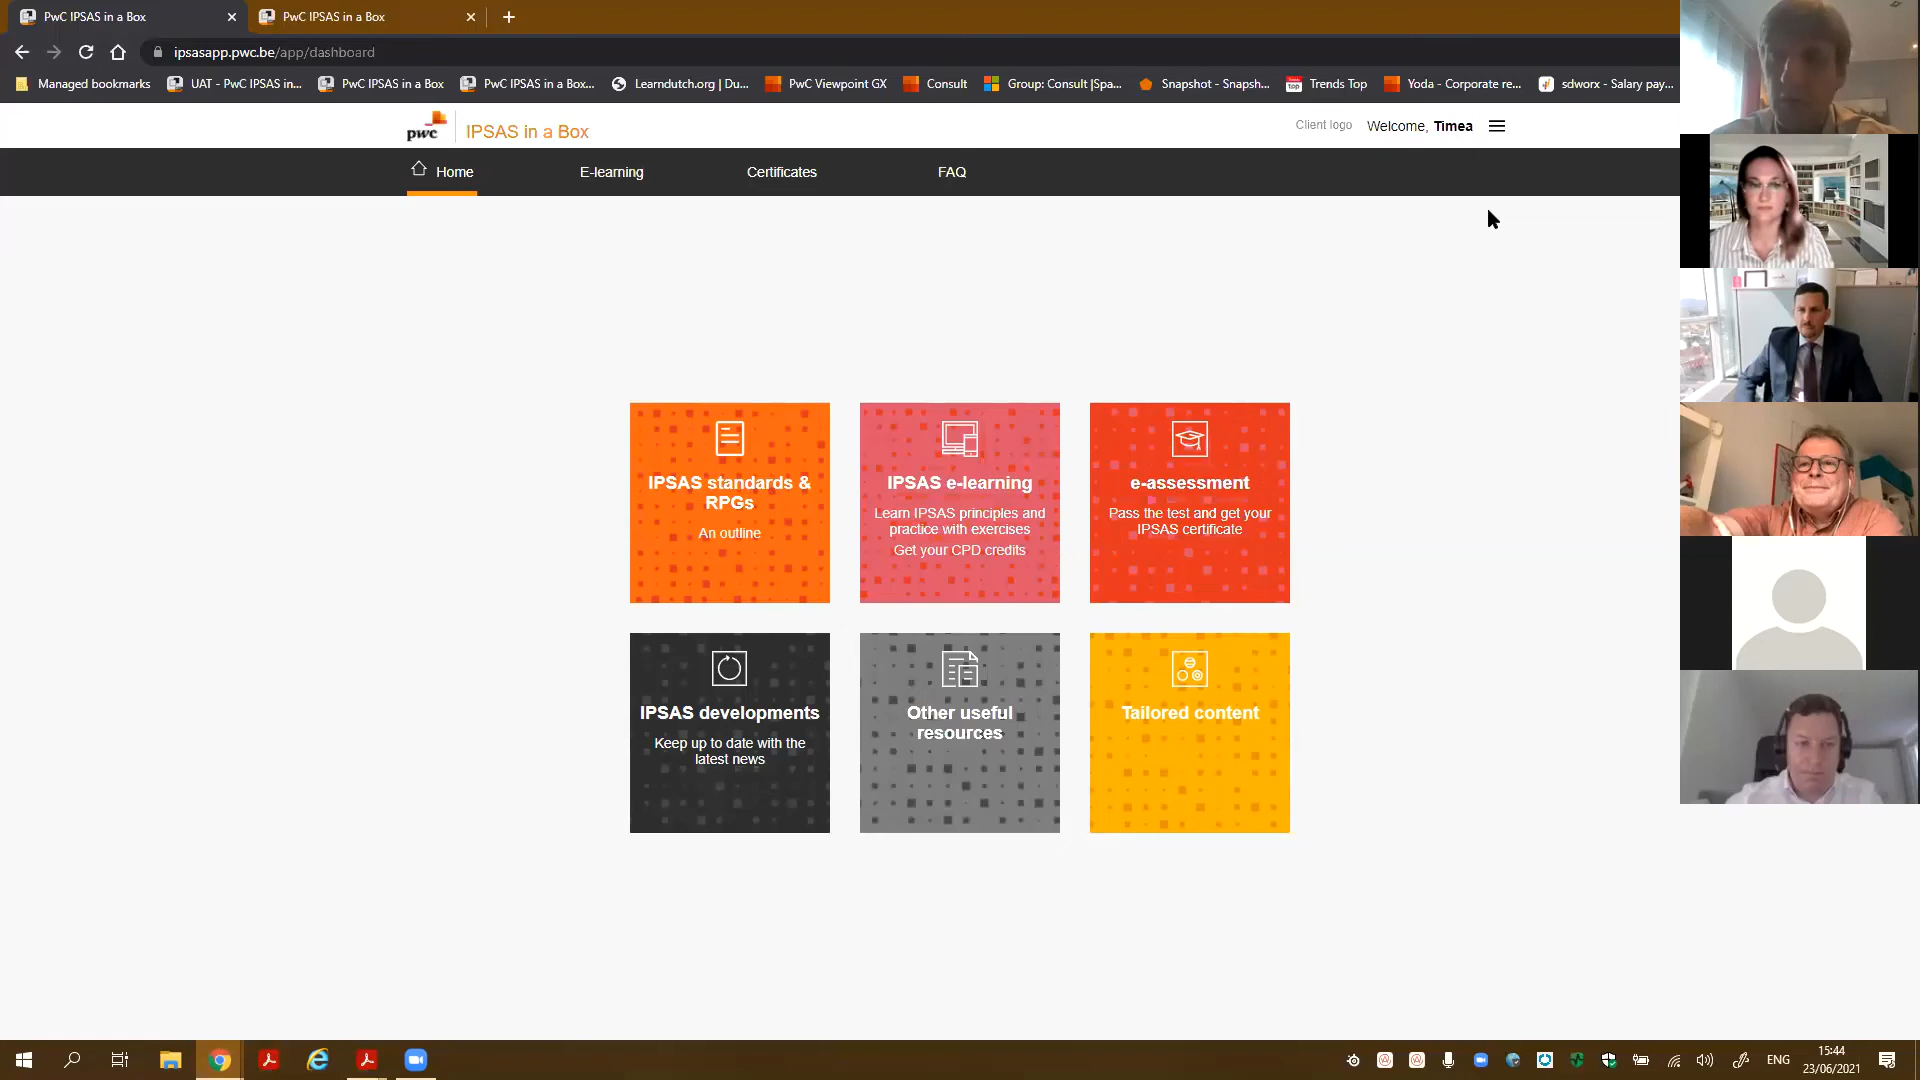 PwC IPSAS in a Box
PwC IPSAS in a Box
ipsasapp.pwc.be/app/dashboard
Managed bookmarks
UAT - PwC IPSAS in...
PwC IPSAS in a Box
PwC IPSAS in a Box...
Learndutch.org | Du...
PwC Viewpoint GX
Consult
Group: Consult |Spa...
Snapshot - Snapsh...
Trends Top
Yoda - Corporate re...
sdworx - Salary pay...
pwc
IPSAS in a Box
Client logo
Welcome, Timea
Home
E-learning
Certificates
FAQ
IPSAS standards &
RPGs
An outline
IPSAS e-learning
Learn IPSAS principles and
practice with exercises
Get your CPD credits
e-assessment
Pass the test and get your
IPSAS certificate
IPSAS developments
Keep up to date with the
latest news
Other useful
resources
Tailored content
ENG
15:44
23/06/2021